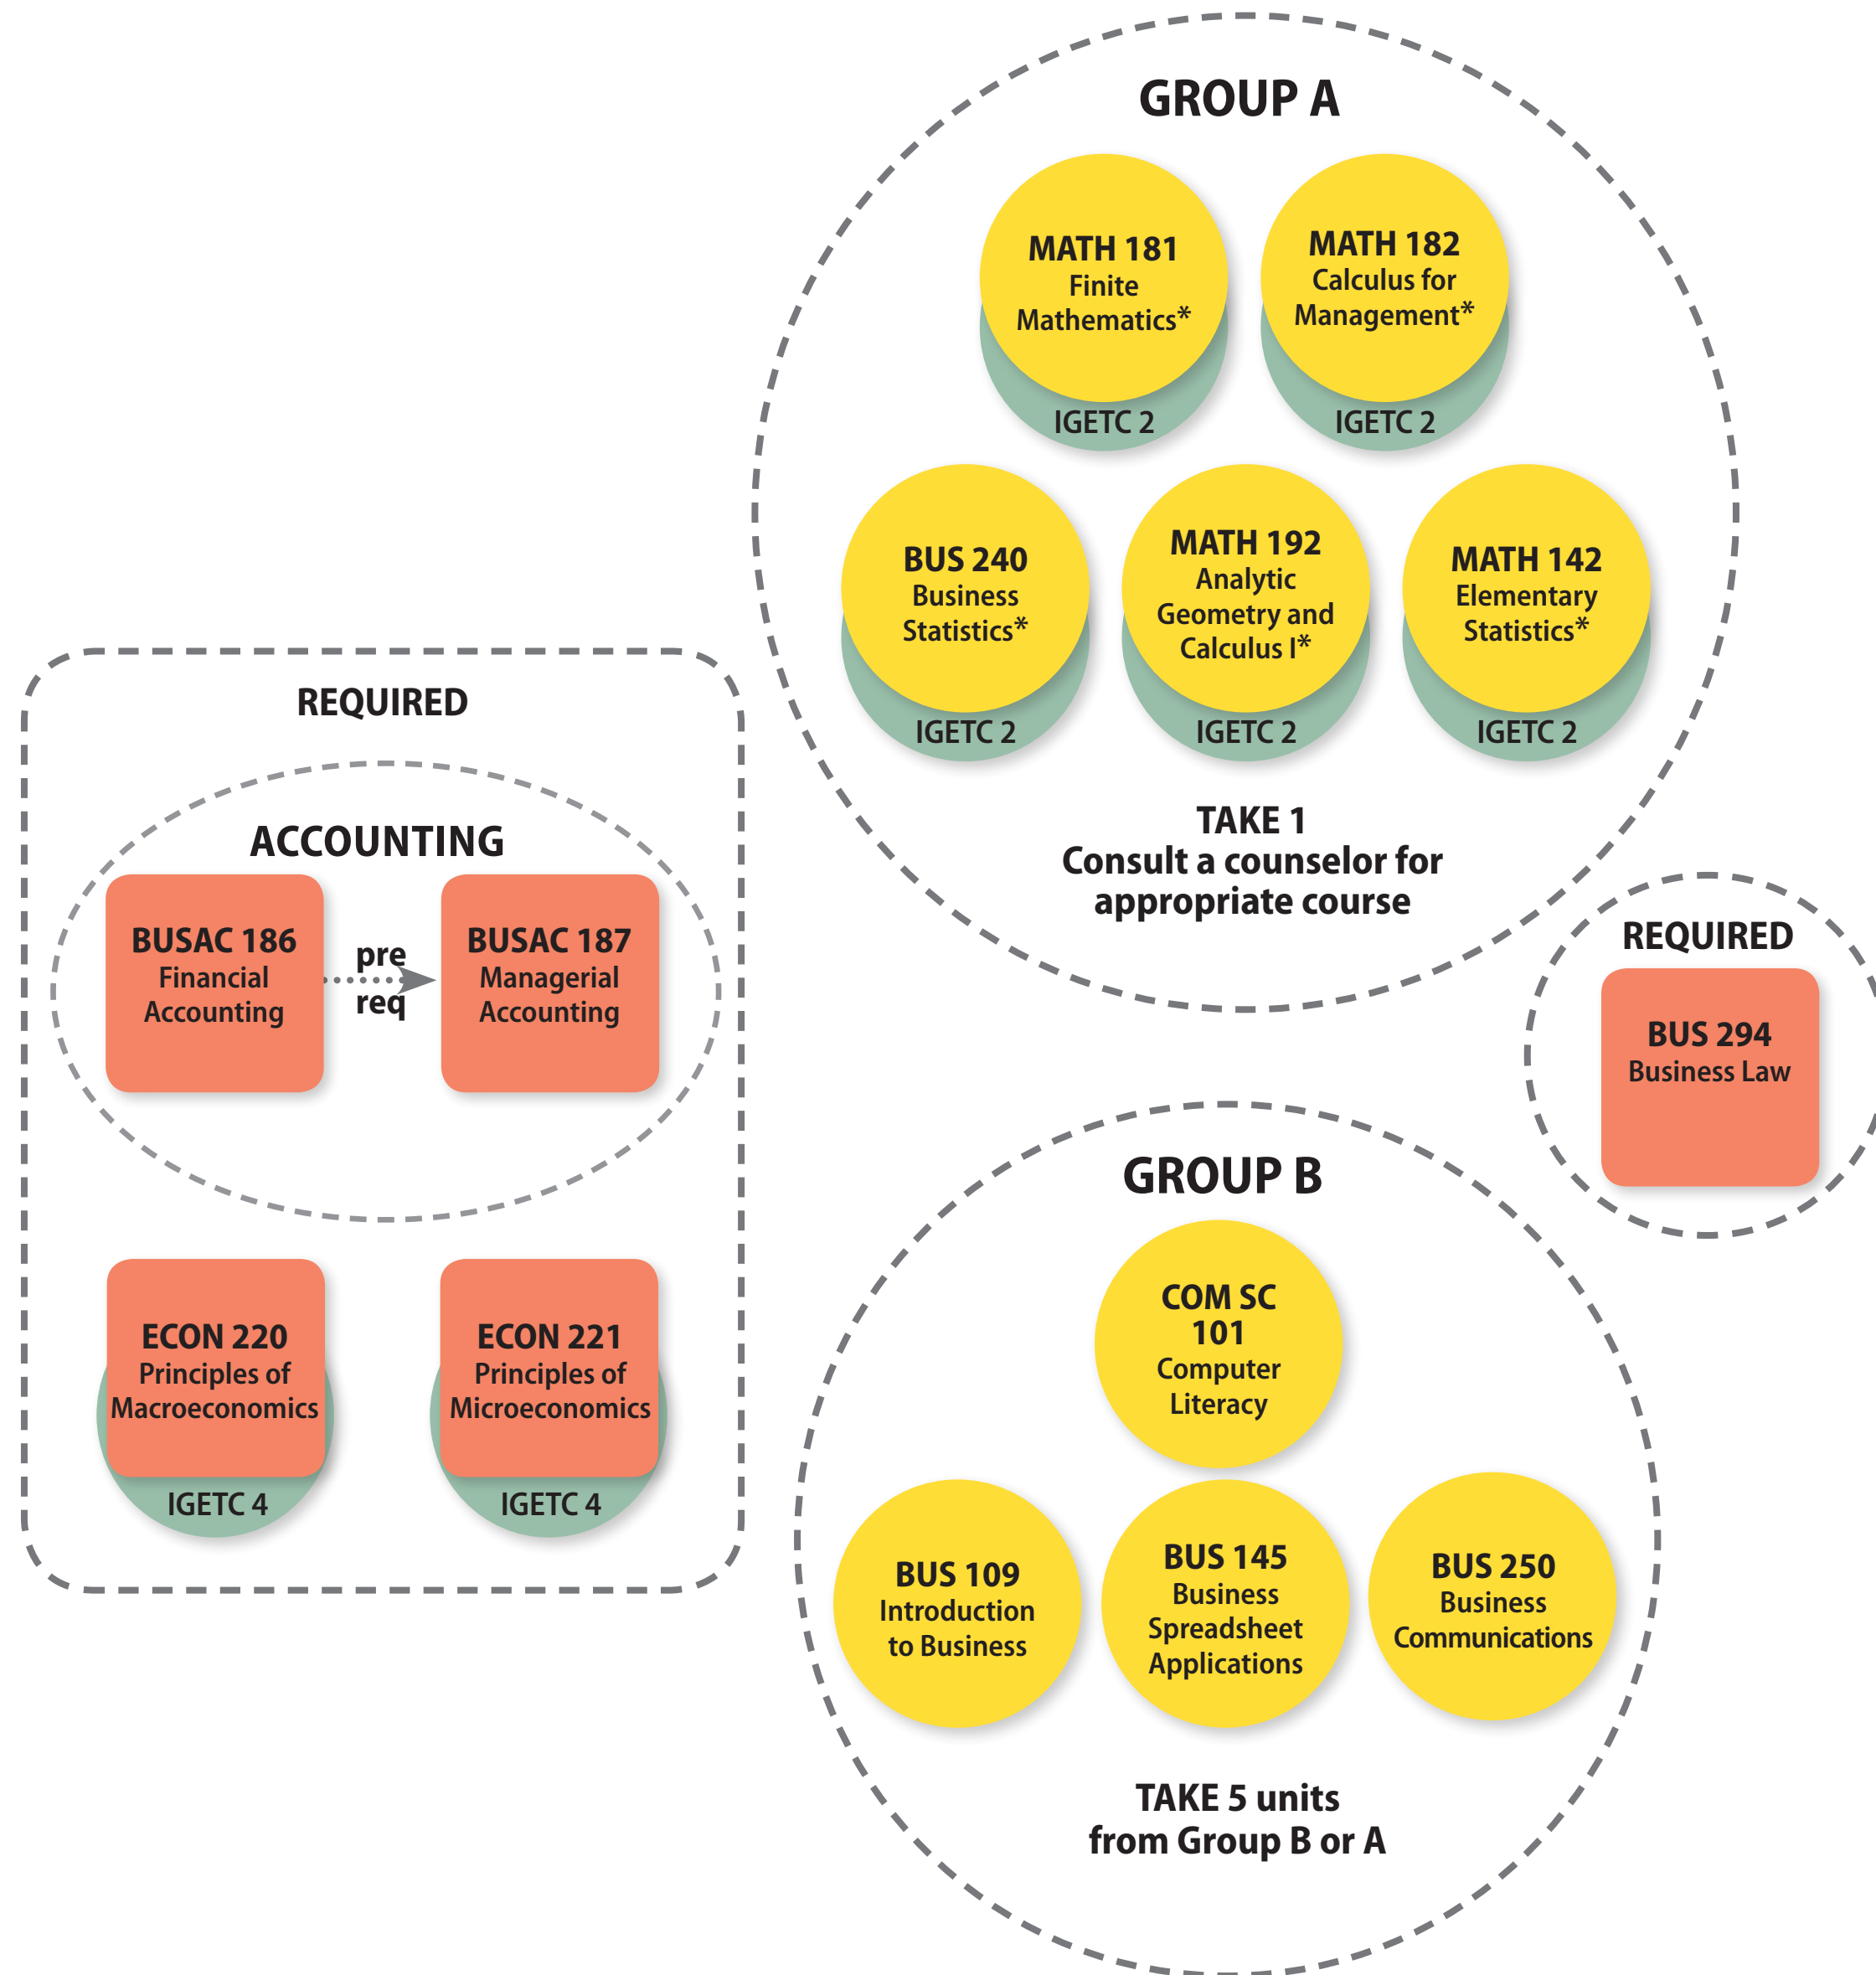 GROUP A
MATH 181
Finite
Mathematics*
IGETC 2
MATH 182
Calculus for
Management*
IGETC 2
BUS 240
Business
Statistics*
IGETC 2
MATH 192
Analytic
Geometry and
Calculus I*
IGETC 2
MATH 142
Elementary
Statistics*
IGETC 2
TAKE 1
Consult a counselor for
appropriate course
REQUIRED
ACCOUNTING
BUSAC 186
Financial
Accounting
pre
req
BUSAC 187
Managerial
Accounting
ECON 220
Principles of
Macroeconomics
IGETC 4
ECON 221
Principles of
Microeconomics
IGETC 4
REQUIRED
BUS 294
Business Law
GROUP B
COM SC
101
Computer
Literacy
BUS 109
Introduction
to Business
BUS 145
Business
Spreadsheet
Applications
BUS 250
Business
Communications
TAKE 5 units
from Group B or A